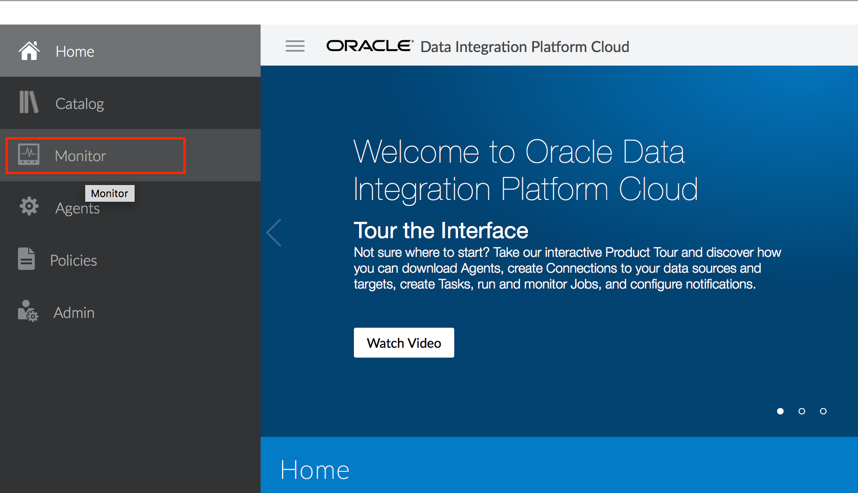 Home
Catalog
Monitor
Monitor
Agents
Policies
Admin
ORACLE® Data Integration Platform Cloud
Welcome to Oracle Data
Integration Platform Cloud
Tour the Interface
Not sure where to start? Take our interactive Product Tour and discover how
you can download Agents, create Connections to your data sources and
targets, create Tasks, run and monitor Jobs, and configure notifications.
Watch Video
Home